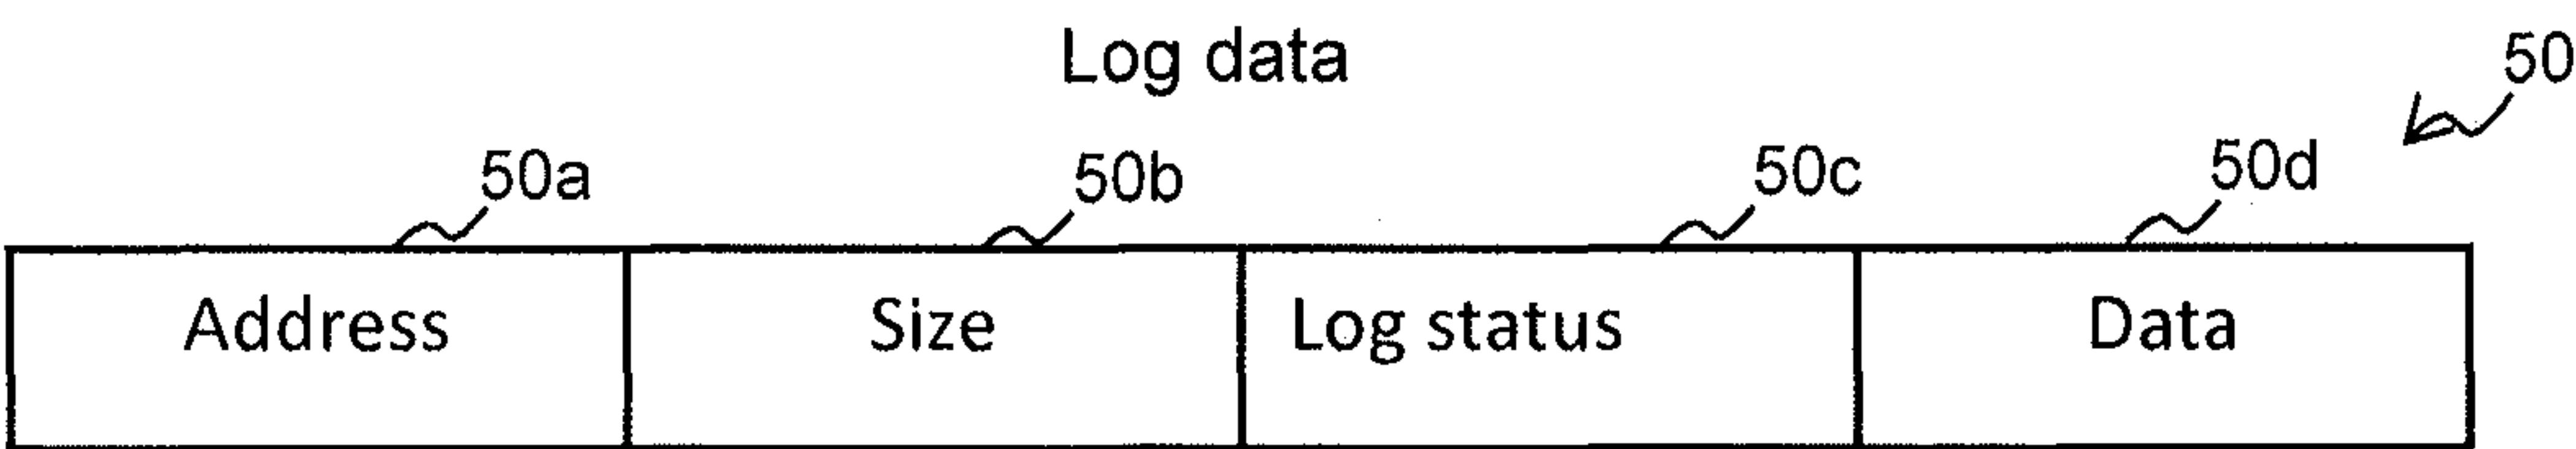 Log data
50
50a 50b 50c 50d
Address Size Log status Data